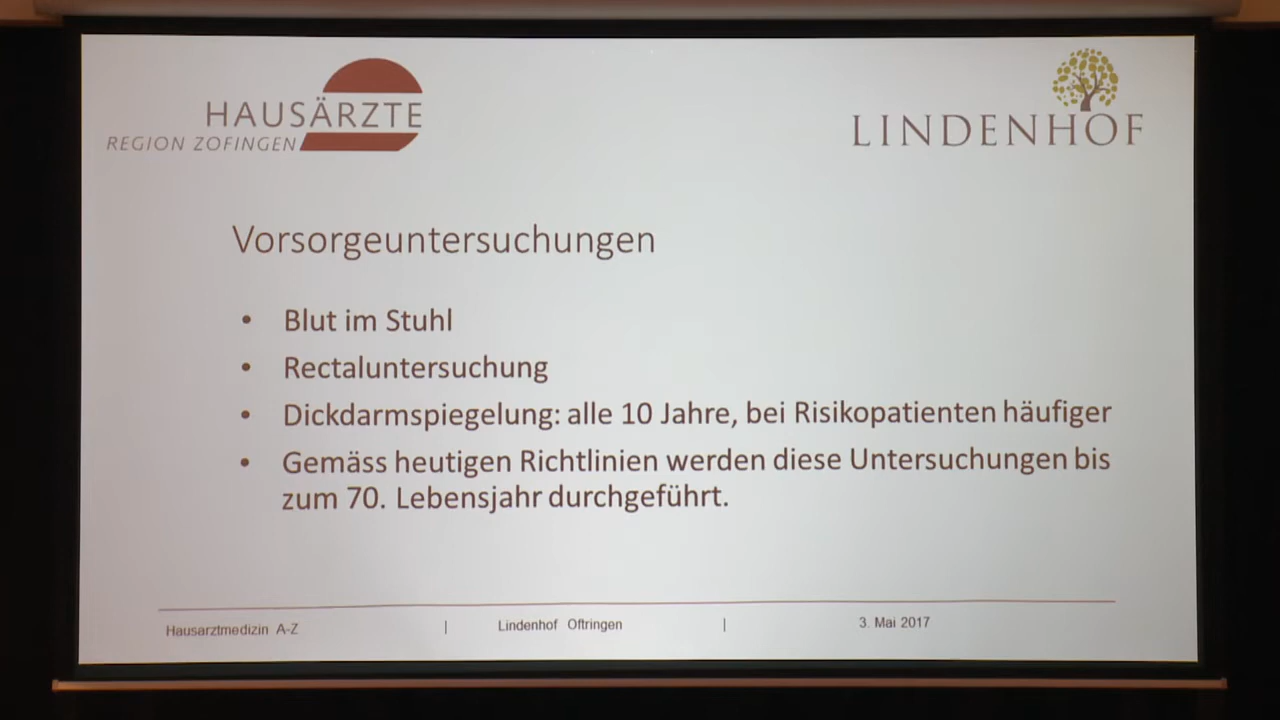 HAUSÄRZTE
REGION ZOFINGEN
LINDENHOF
Vorsorgeuntersuchungen
• Blut im Stuhl
• Rectaluntersuchung
• Dickdarmspiegelung: alle 10 Jahre, bei Risikopatienten häufiger
• Gemäss heutigen Richtlinien werden diese Untersuchungen bis
zum 70. Lebensjahr durchgeführt.
Hausarztmedizin A-Z | Lindenhof Oftringen | 3. Mai 2017